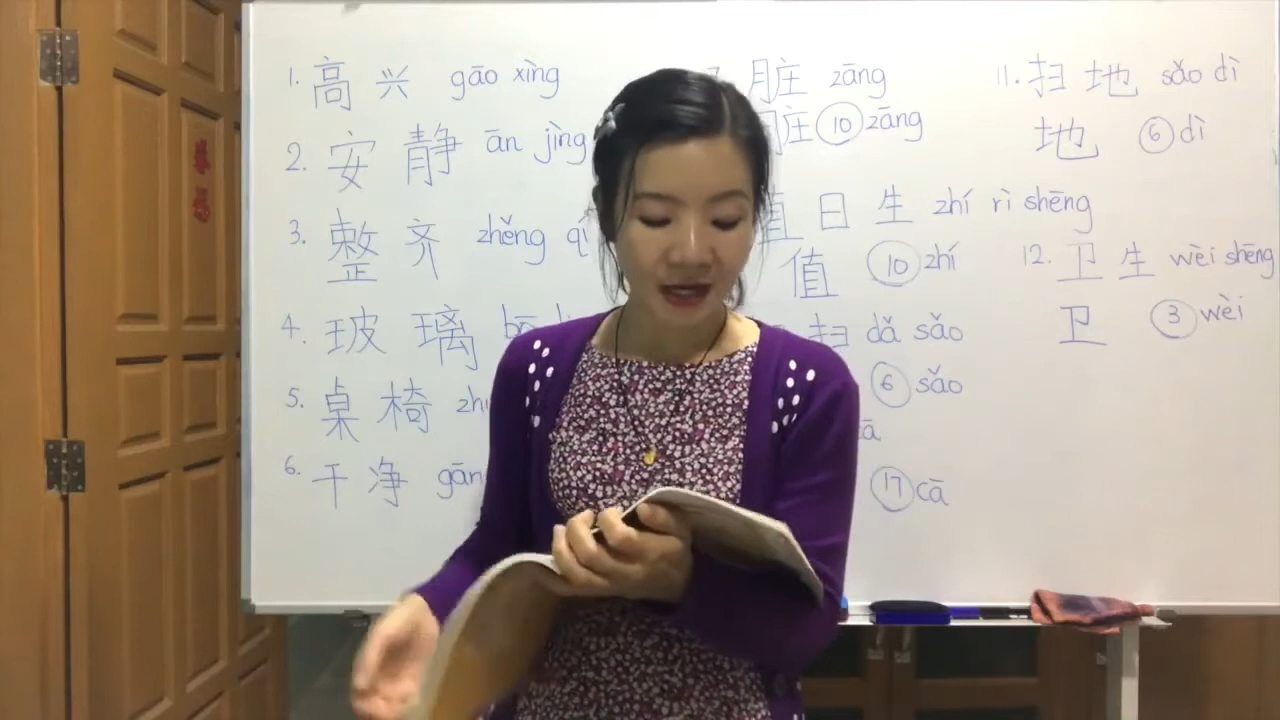 1. 高 兴 gāo xìng
2. 安 静 ān jìng
3. 整 齐 zhěng qí
4. 玻 璃 bō
5. 桌 椅
6. 干 净 gān
脏 zāng
脏 ⑩ zāng
值 日 生 zhí rì shēng
值 ⑩ zhí
扫 dǎ sǎo
⑥ sǎo
⑰ cā
11. 扫 地 sǎo dì
地 ⑥ dì
12. 卫 生 wèi shēng
卫 ③ wèi